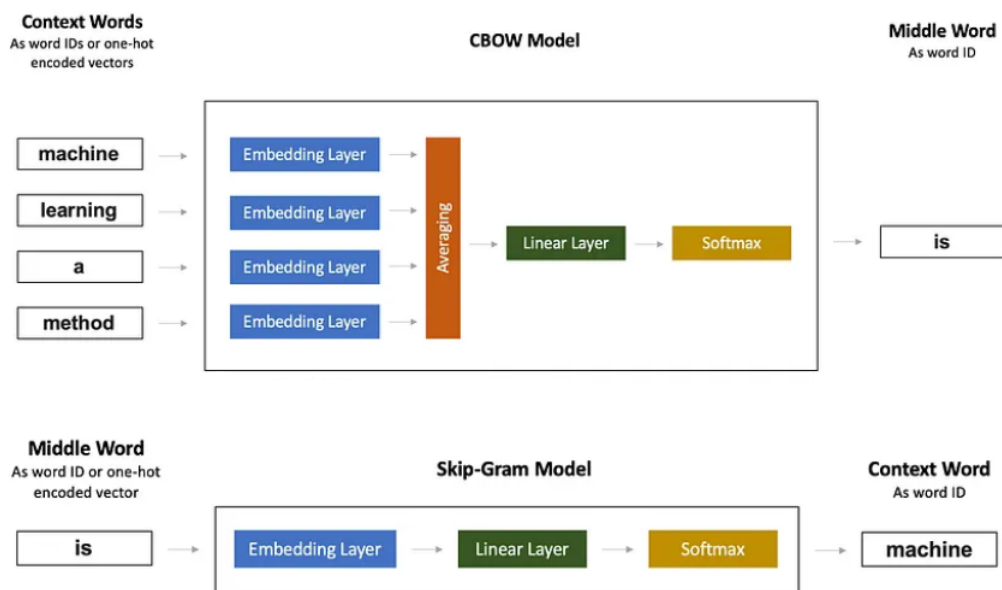 Context Words
As word IDs or one-hot
encoded vectors
CBOW Model
Middle Word
As word ID
machine
Embedding Layer
learning
Embedding Layer
a
Embedding Layer
method
Embedding Layer
Averaging
Linear Layer
Softmax
is
Middle Word
As word ID or one-hot
encoded vector
Skip-Gram Model
Context Word
As word ID
is
Embedding Layer
Linear Layer
Softmax
machine